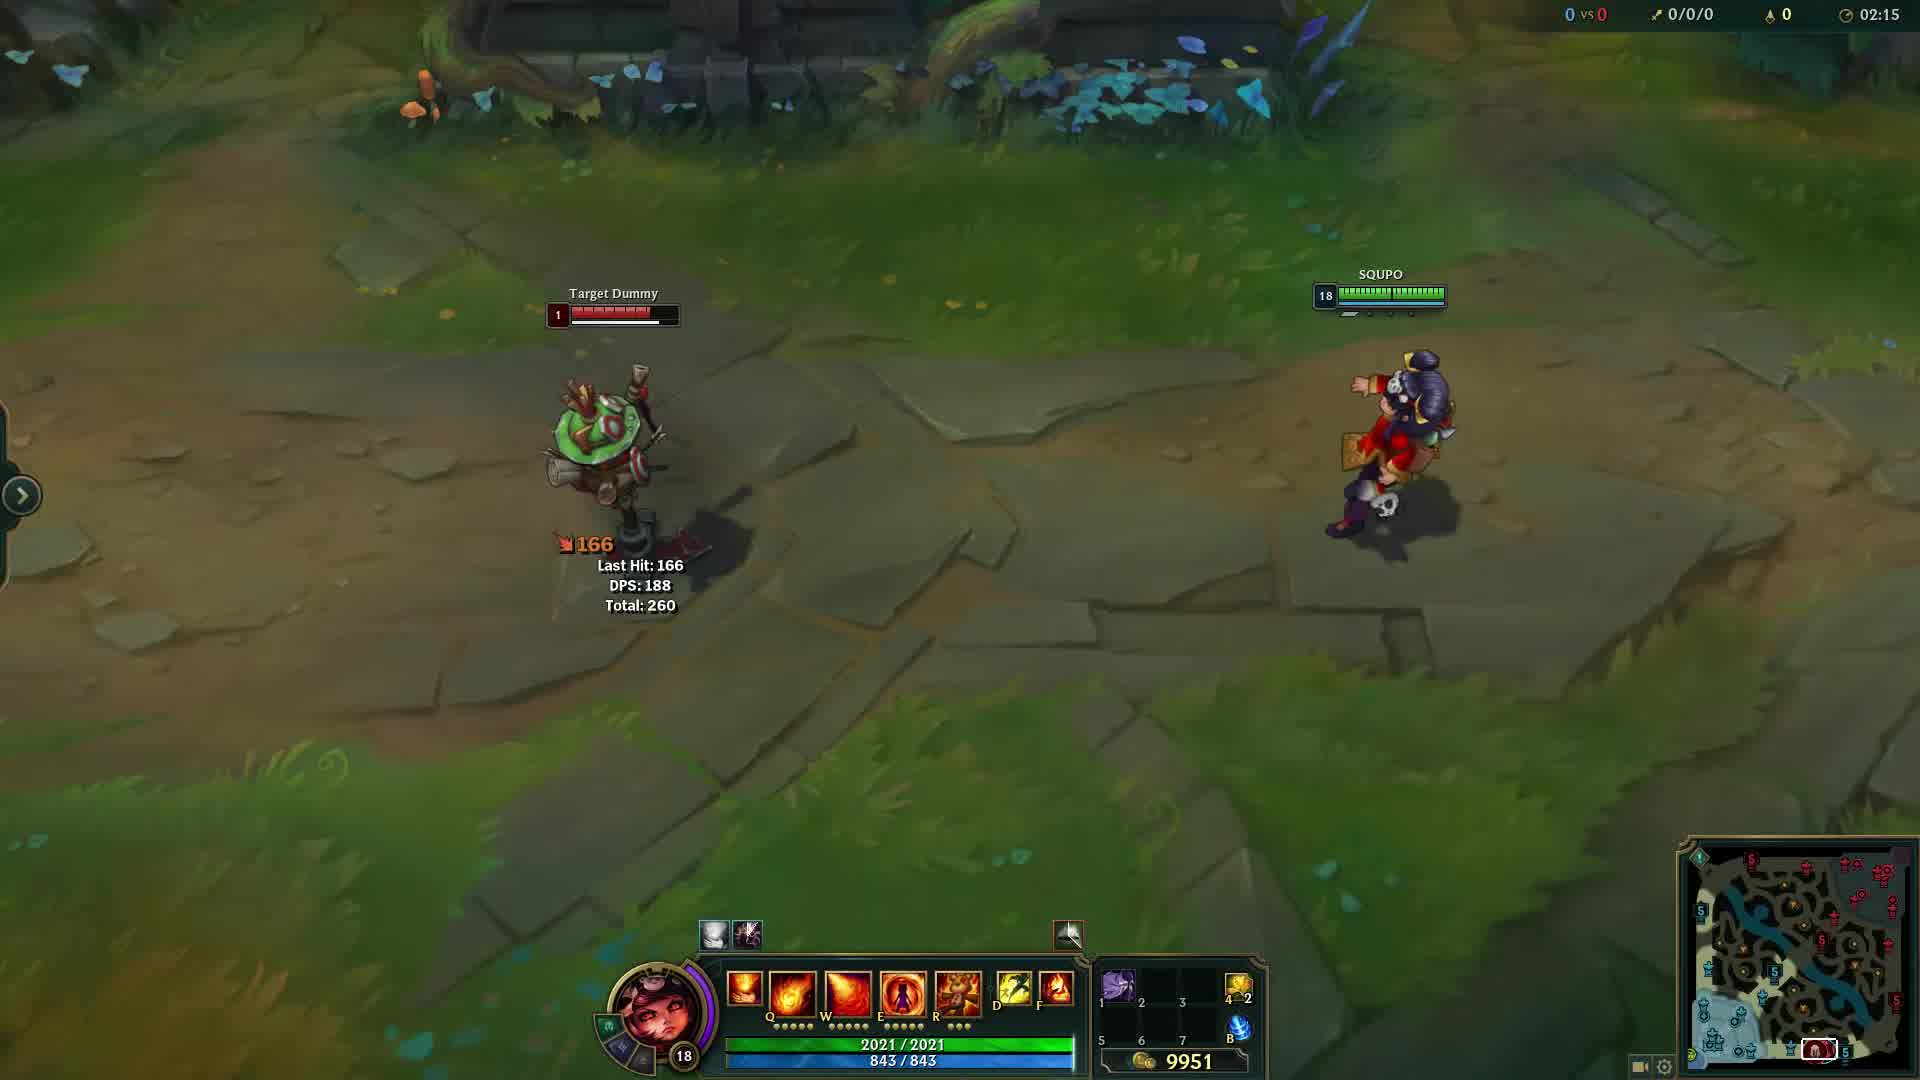 0 vs 0 0/0/0 0 02:15
SQUPO
18
Target Dummy
1
166
Last Hit: 166
DPS: 188
Total: 260
Q W E R D F
1 2 3 4 2
5 6 7 B
18
2021 / 2021
843 / 843
9951
S
S
S
S
S
S